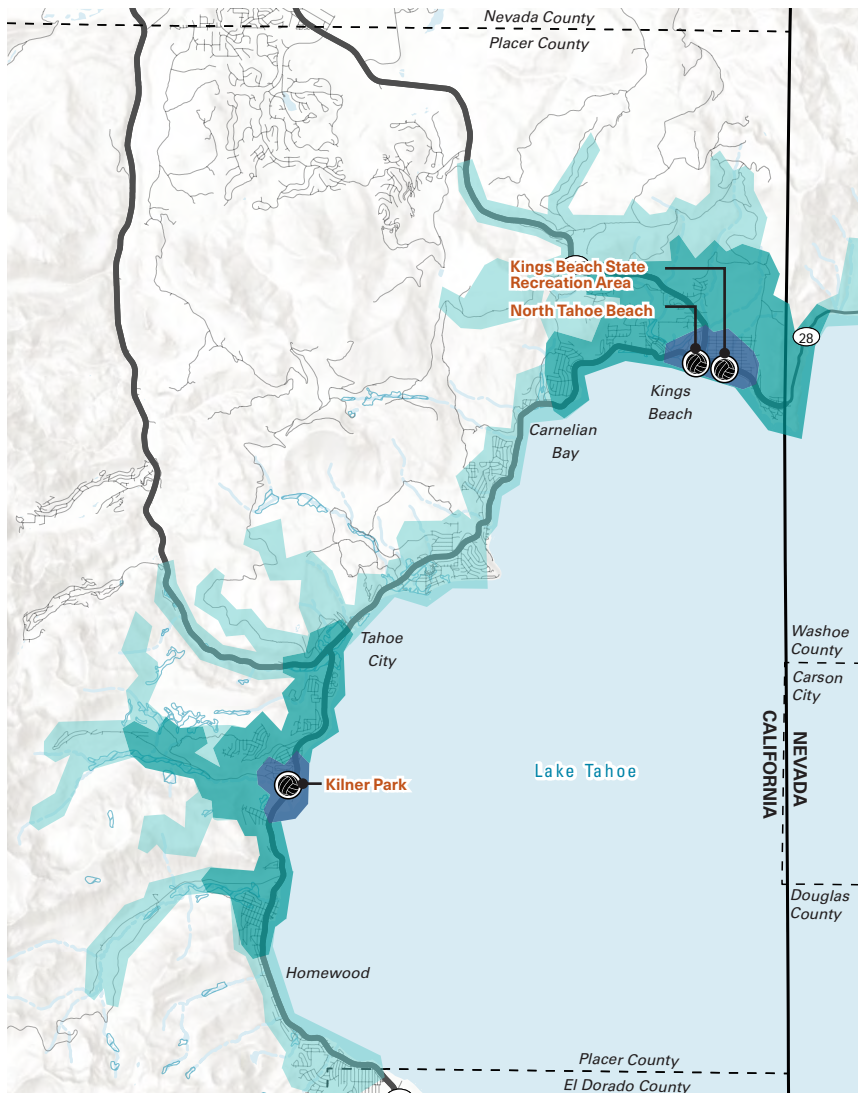 Nevada County
Placer County
Kings Beach State
Recreation Area
North Tahoe Beach
28
Kings
Beach
Carnelian
Bay
Tahoe
City
Washoe
County
Carson
City
CALIFORNIA
NEVADA
Lake Tahoe
Kilner Park
Douglas
County
Homewood
Placer County
El Dorado County